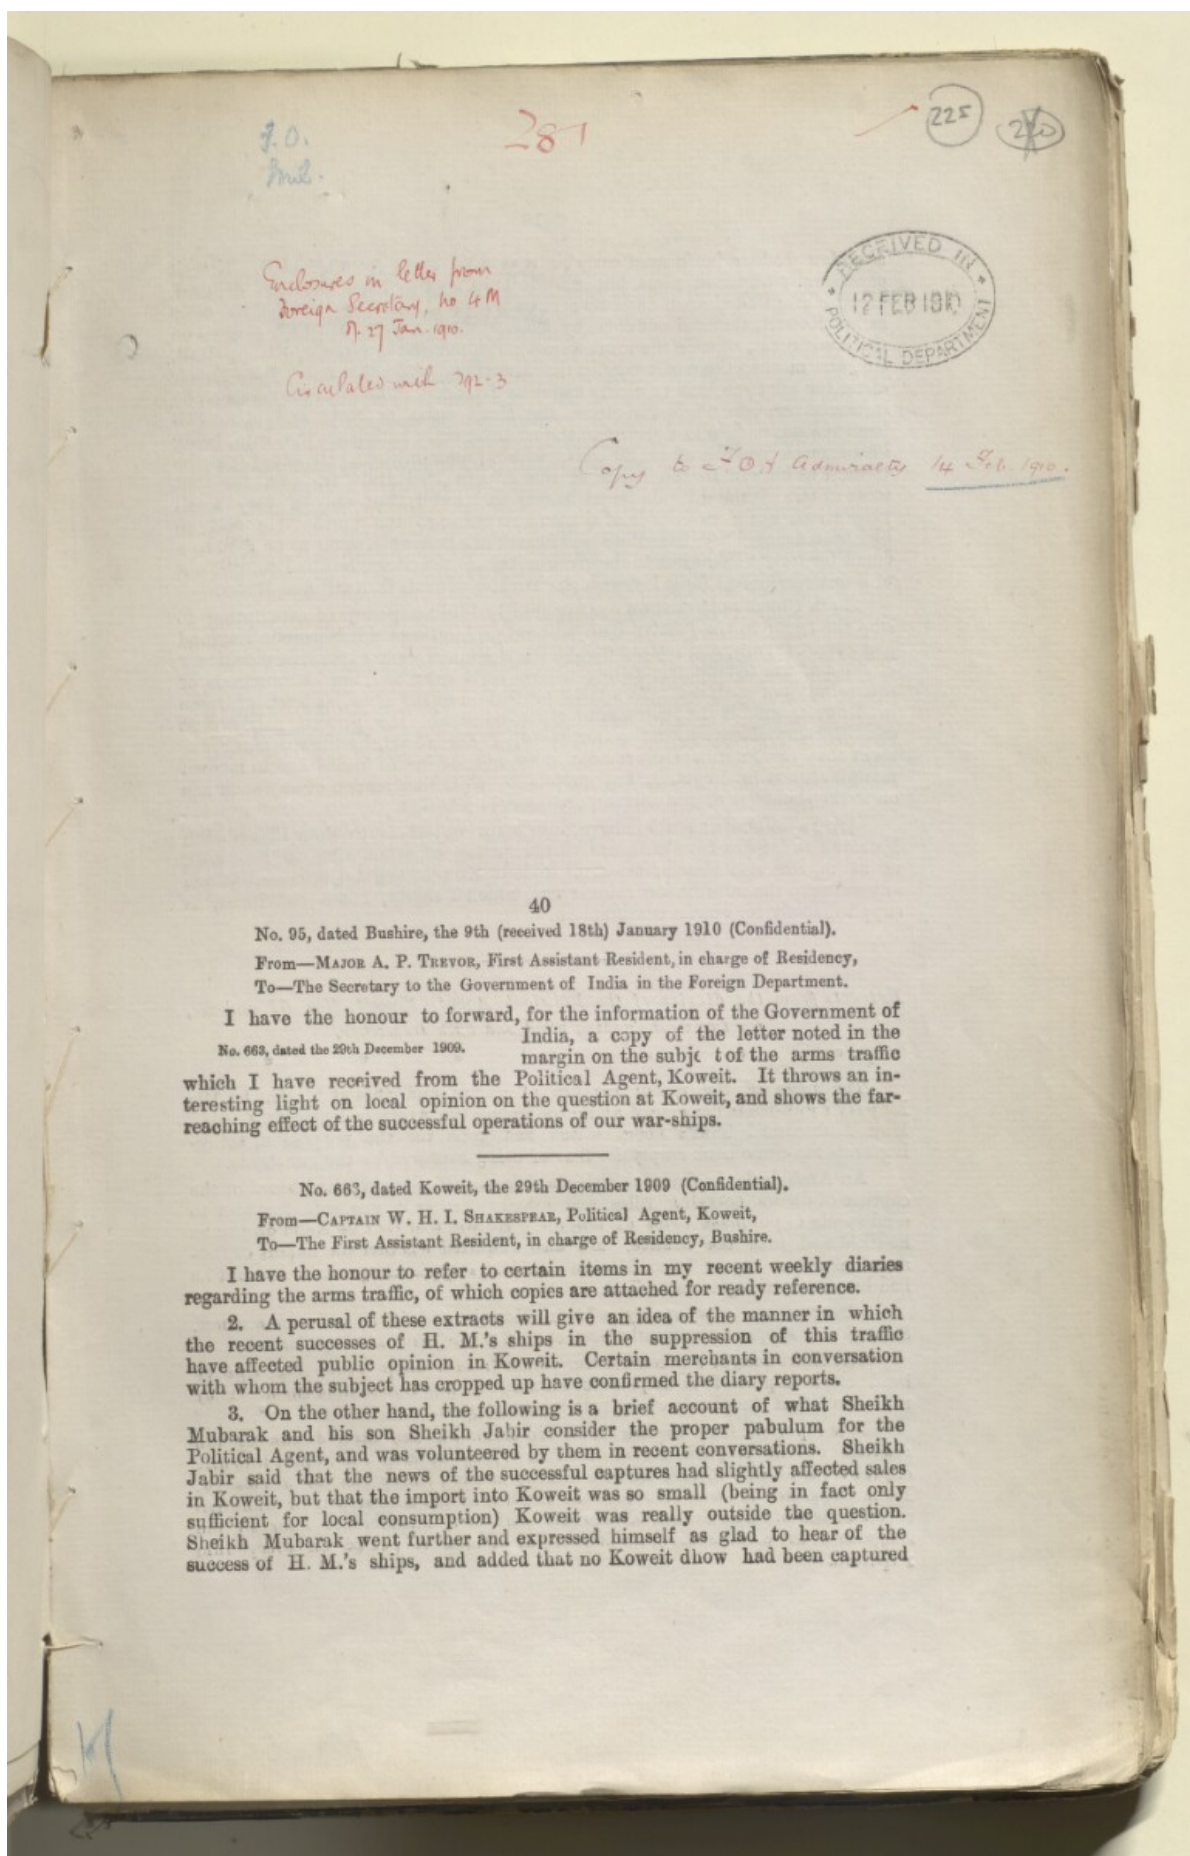 F.O.
Mil.
281
225
220
Enclosures in letter from
Foreign Secretary, no 4 M
d. 27 Jan. 1910.
Circulated with 792-3
RECEIVED IN
12 FEB 1910
POLITICAL DEPARTMENT
Copy to F.O. & Admiralty 14 Feb. 1910.
40
No. 95, dated Bushire, the 9th (received 18th) January 1910 (Confidential).
From—MAJOR A. P. TREVOR, First Assistant Resident, in charge of Residency,
To—The Secretary to the Government of India in the Foreign Department.
I have the honour to forward, for the information of the Government of
India, a copy of the letter noted in the
No. 663, dated the 29th December 1909.
margin on the subjc t of the arms traffic
which I have received from the Political Agent, Koweit. It throws an in-
teresting light on local opinion on the question at Koweit, and shows the far-
reaching effect of the successful operations of our war-ships.
No. 663, dated Koweit, the 29th December 1909 (Confidential).
From—CAPTAIN W. H. I. SHAKESPEAR, Political Agent, Koweit,
To—The First Assistant Resident, in charge of Residency, Bushire.
I have the honour to refer to certain items in my recent weekly diaries
regarding the arms traffic, of which copies are attached for ready reference.
2. A perusal of these extracts will give an idea of the manner in which
the recent successes of H. M.'s ships in the suppression of this traffic
have affected public opinion in Koweit. Certain merchants in conversation
with whom the subject has cropped up have confirmed the diary reports.
3. On the other hand, the following is a brief account of what Sheikh
Mubarak and his son Sheikh Jabir consider the proper pabulum for the
Political Agent, and was volunteered by them in recent conversations. Sheikh
Jabir said that the news of the successful captures had slightly affected sales
in Koweit, but that the import into Koweit was so small (being in fact only
sufficient for local consumption) Koweit was really outside the question.
Sheikh Mubarak went further and expressed himself as glad to hear of the
success of H. M.'s ships, and added that no Koweit dhow had been captured